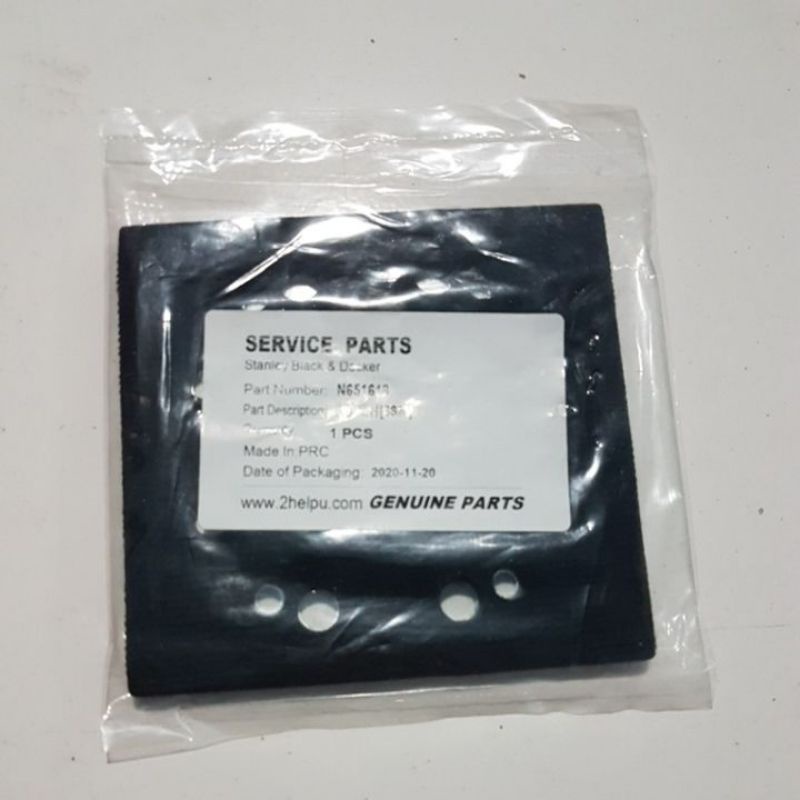 SERVICE PARTS
Stanley Black & Decker
Part Number:
Part Description:
1 PCS
Made In PRC
Date of Packaging: 2020-11-20
www.2helpu.com GENUINE PARTS